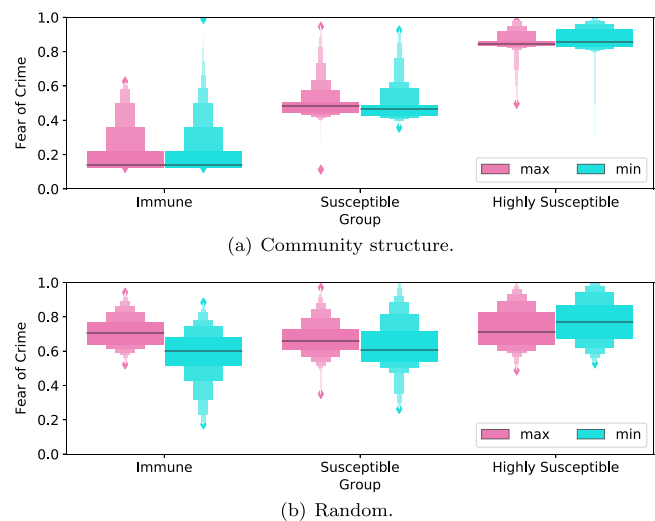 1.0
0.8
0.6
0.4
0.2
0.0
Fear of Crime
Immune
Susceptible
Highly Susceptible
Group
max
min
(a) Community structure.
1.0
0.8
0.6
0.4
0.2
0.0
Fear of Crime
Immune
Susceptible
Highly Susceptible
Group
max
min
(b) Random.